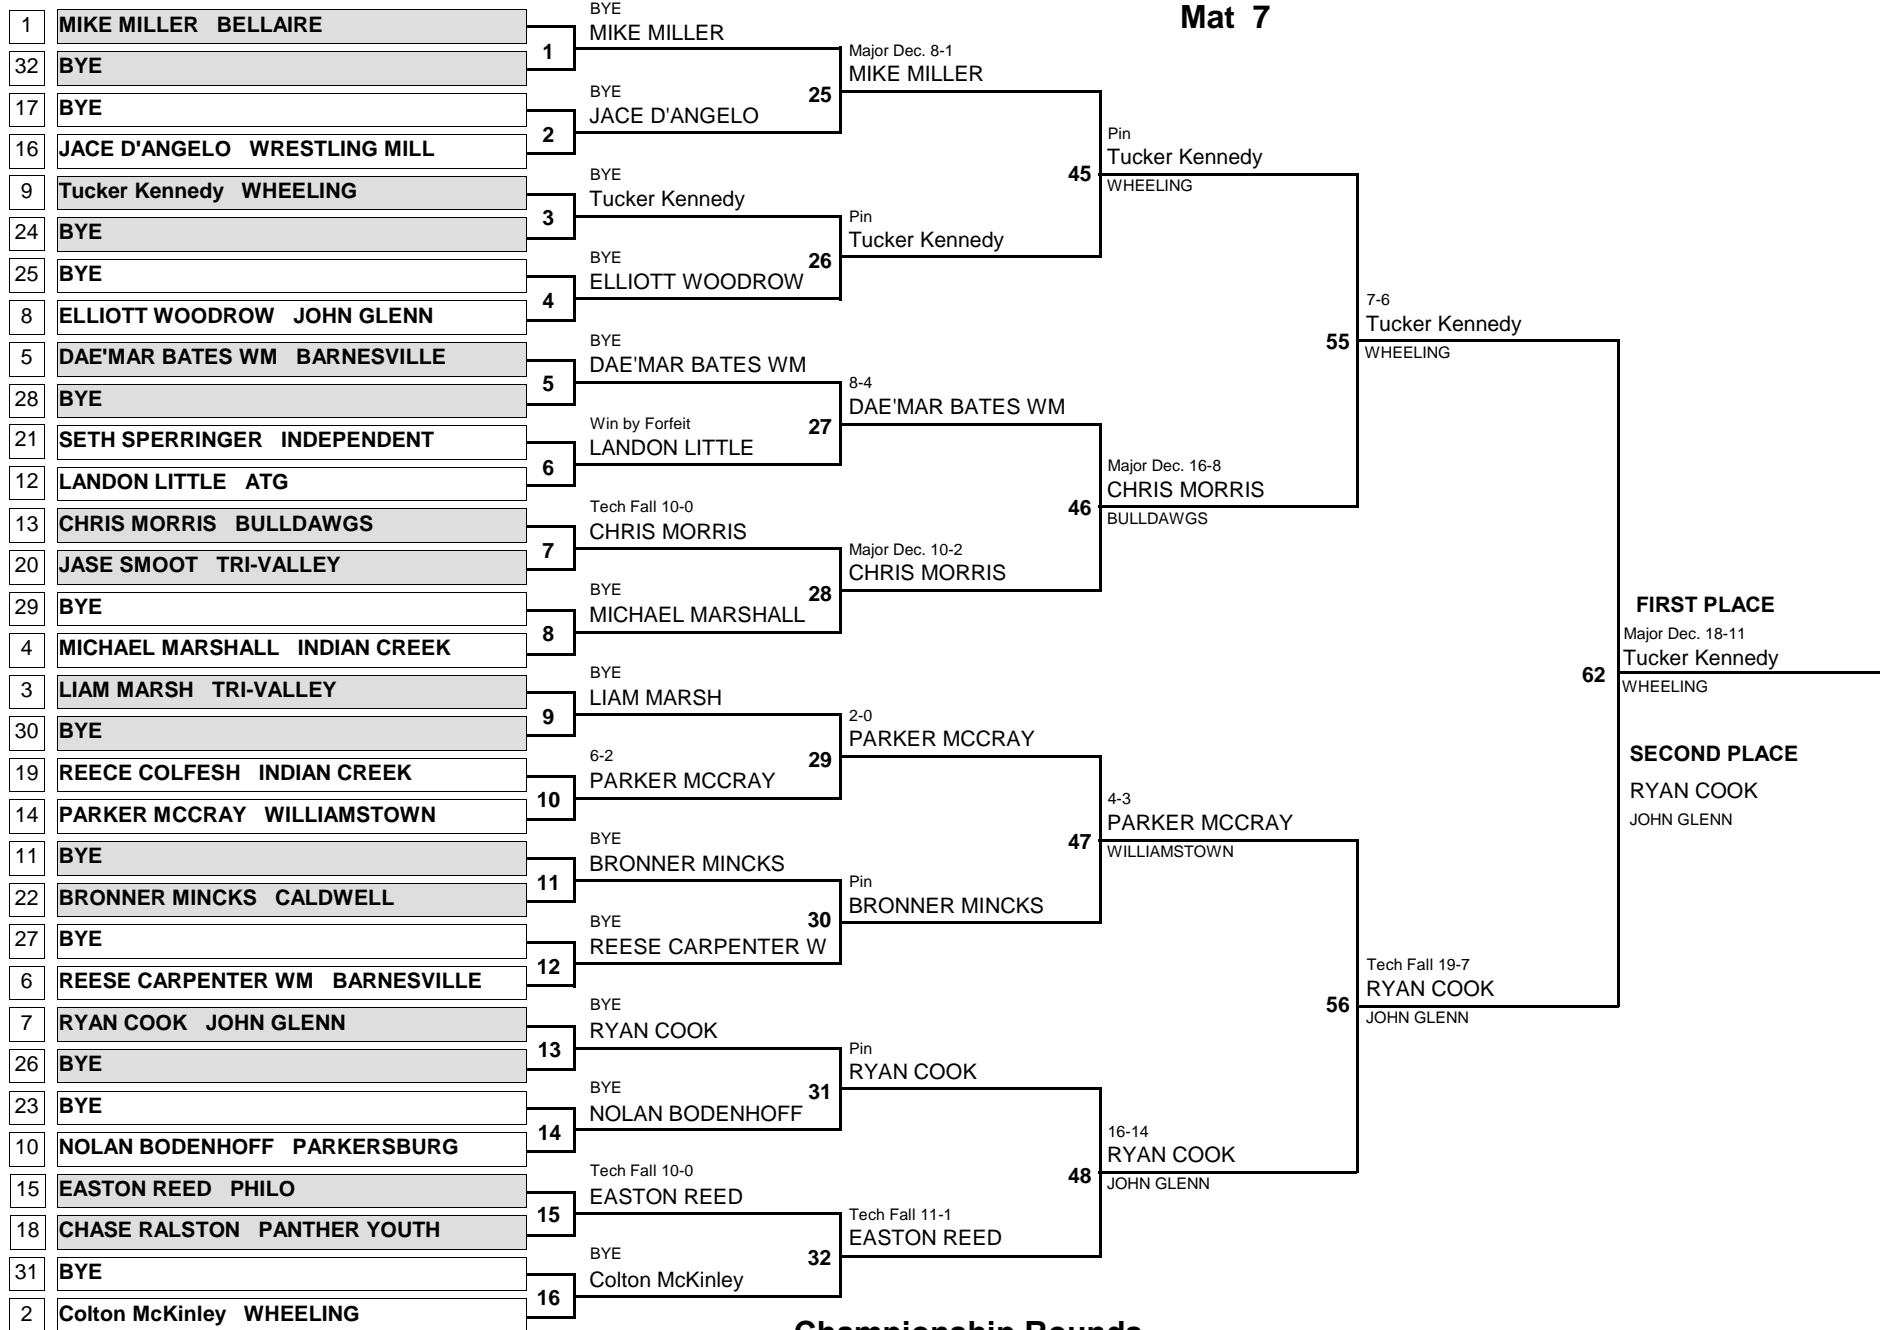 Mat 7
1 MIKE MILLER BELLAIRE
32 BYE
17 BYE
16 JACE D'ANGELO WRESTLING MILL
9 Tucker Kennedy WHEELING
24 BYE
25 BYE
8 ELLIOTT WOODROW JOHN GLENN
5 DAE'MAR BATES WM BARNESVILLE
28 BYE
21 SETH SPERRINGER INDEPENDENT
12 LANDON LITTLE ATG
13 CHRIS MORRIS BULLDAWGS
20 JASE SMOOT TRI-VALLEY
29 BYE
4 MICHAEL MARSHALL INDIAN CREEK
3 LIAM MARSH TRI-VALLEY
30 BYE
19 REECE COLFESH INDIAN CREEK
14 PARKER MCCRAY WILLIAMSTOWN
11 BYE
22 BRONNER MINCKS CALDWELL
27 BYE
6 REESE CARPENTER WM BARNESVILLE
7 RYAN COOK JOHN GLENN
26 BYE
23 BYE
10 NOLAN BODENHOFF PARKERSBURG
15 EASTON REED PHILO
18 CHASE RALSTON PANTHER YOUTH
31 BYE
2 Colton McKinley WHEELING
BYE
1 MIKE MILLER
BYE
2 JACE D'ANGELO
BYE
3 Tucker Kennedy
BYE
4 ELLIOTT WOODROW
BYE
5 DAE'MAR BATES WM
Win by Forfeit
6 LANDON LITTLE
Tech Fall 10-0
7 CHRIS MORRIS
BYE
8 MICHAEL MARSHALL
BYE
9 LIAM MARSH
6-2
10 PARKER MCCRAY
BYE
11 BRONNER MINCKS
BYE
12 REESE CARPENTER W
BYE
13 RYAN COOK
BYE
14 NOLAN BODENHOFF
Tech Fall 10-0
15 EASTON REED
BYE
16 Colton McKinley
Major Dec. 8-1
25 MIKE MILLER
Pin
26 Tucker Kennedy
8-4
27 DAE'MAR BATES WM
Major Dec. 10-2
28 CHRIS MORRIS
2-0
29 PARKER MCCRAY
Pin
30 BRONNER MINCKS
Pin
31 RYAN COOK
Tech Fall 11-1
32 EASTON REED
Pin
45 Tucker Kennedy
WHEELING
Major Dec. 16-8
46 CHRIS MORRIS
BULLDAWGS
4-3
47 PARKER MCCRAY
WILLIAMSTOWN
16-14
48 RYAN COOK
JOHN GLENN
7-6
55 Tucker Kennedy
WHEELING
Tech Fall 19-7
56 RYAN COOK
JOHN GLENN
FIRST PLACE
Major Dec. 18-11
62 Tucker Kennedy
WHEELING
SECOND PLACE
RYAN COOK
JOHN GLENN
Championship Rounds